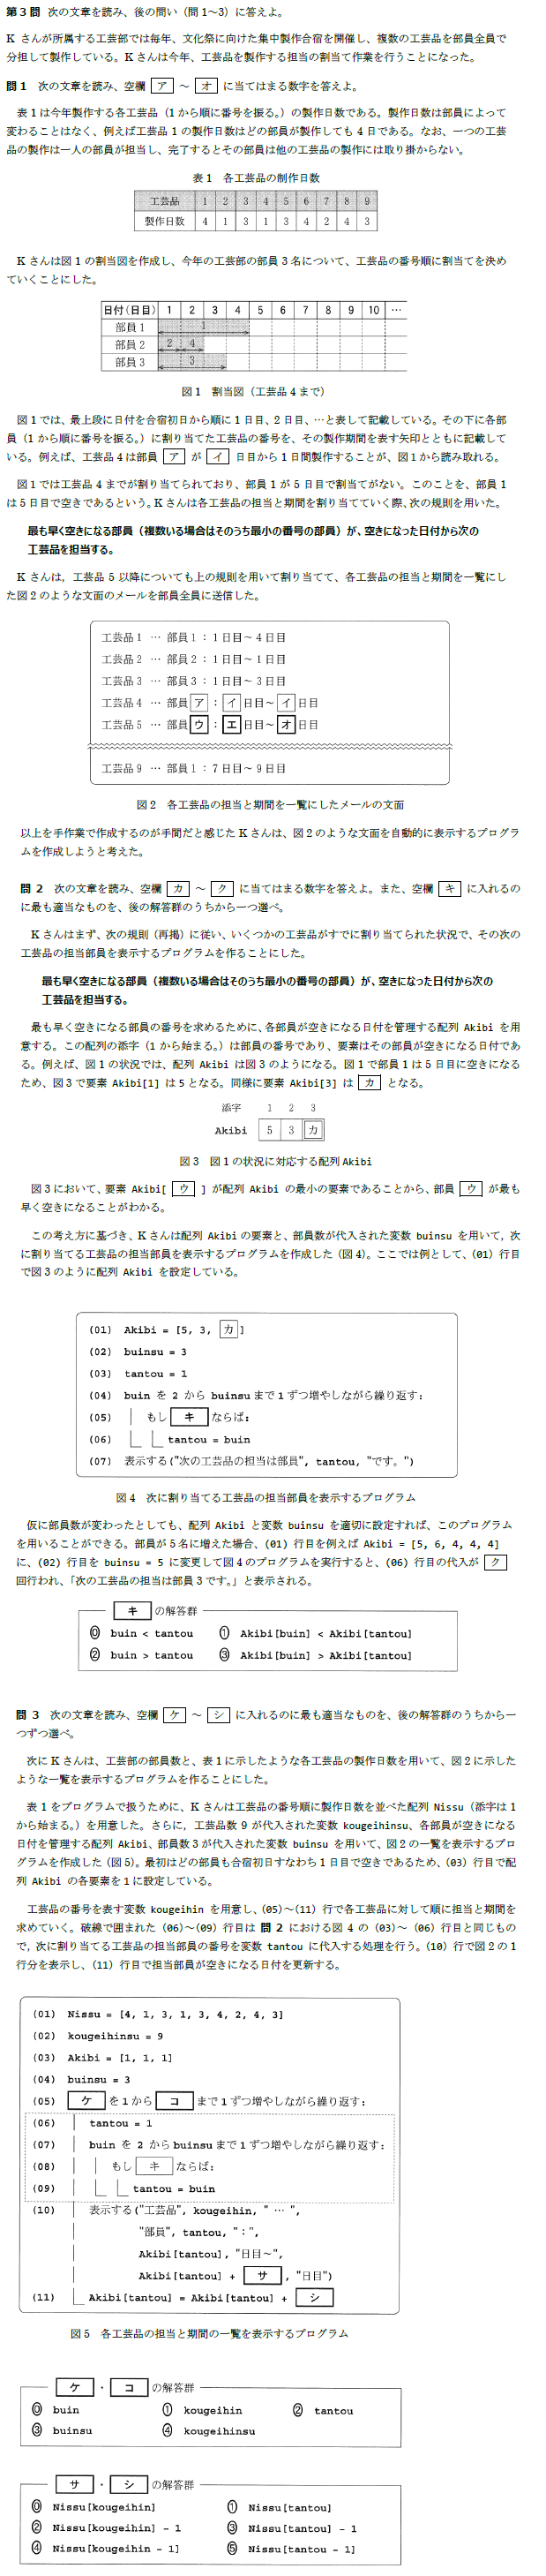 第3問 次の文章を読み、後の問い（問1～3）に答えよ。
K さんが所属する工芸部では毎年、文化祭に向けた集中製作合宿を開催し、複数の工芸品を部員全員で
分担して製作している。Kさんは今年、工芸品を製作する担当の割当て作業を行うことになった。
問1 次の文章を読み、空欄 ア ～ オ に当てはまる数字を答えよ。
表1は今年製作する各工芸品（1から順に番号を振る。）の製作日数である。製作日数は部員によって
変わることはなく、例えば工芸品1の製作日数はどの部員が製作しても4日である。なお、一つの工芸
品の製作は一人の部員が担当し、完了するとその部員は他の工芸品の製作には取り掛からない。
表1 各工芸品の制作日数
工芸品 1 2 3 4 5 6 7 8 9
製作日数 4 1 3 1 3 4 2 4 3
Kさんは図1の割当図を作成し、今年の工芸部の部員3名について、工芸品の番号順に割当てを決め
ていくことにした。
日付（日目） 1 2 3 4 5 6 7 8 9 10 …
部員1 1
部員2 2 4
部員3 3
図1 割当図（工芸品4まで）
図1では、最上段に日付を合宿初日から順に1日目、2日目、…と表して記載している。その下に各部
員（1から順に番号を振る。）に割り当てた工芸品の番号を、その製作期間を表す矢印とともに記載して
いる。例えば、工芸品4は部員 ア が イ 日目から1日間製作することが、図1から読み取れる。
図1では工芸品4までが割り当てられており、部員1が5日目で割当てがない。このことを、部員1
は5日目で空きであるという。Kさんは各工芸品の担当と期間を割り当てていく際、次の規則を用いた。
最も早く空きになる部員（複数いる場合はそのうち最小の番号の部員）が、空きになった日付から次の
工芸品を担当する。
Kさんは，工芸品5以降についても上の規則を用いて割り当てて、各工芸品の担当と期間を一覧にし
た図2のような文面のメールを部員全員に送信した。
工芸品1 … 部員1：1日目～4日目
工芸品2 … 部員2：1日目～1日目
工芸品3 … 部員3：1日目～3日目
工芸品4 … 部員 ア ： イ 日目～ イ 日目
工芸品5 … 部員 ウ ： エ 日目～ オ 日目
工芸品9 … 部員1：7日目～9日目
図2 各工芸品の担当と期間を一覧にしたメールの文面
以上を手作業で作成するのが手間だと感じたKさんは、図2のような文面を自動的に表示するプログラ
ムを作成しようと考えた。
問2 次の文章を読み、空欄 カ ～ ク に当てはまる数字を答えよ。また、空欄 キ に入れるの
に最も適当なものを、後の解答群のうちから一つ選べ。
Kさんはまず、次の規則（再掲）に従い、いくつかの工芸品がすでに割り当てられた状況で、その次の
工芸品の担当部員を表示するプログラムを作ることにした。
最も早く空きになる部員（複数いる場合はそのうち最小の番号の部員）が、空きになった日付から次の
工芸品を担当する。
最も早く空きになる部員の番号を求めるために、各部員が空きになる日付を管理する配列 Akibi を用
意する。この配列の添字（1から始まる。）は部員の番号であり、要素はその部員が空きになる日付であ
る。例えば、図1の状況では、配列 Akibi は図3のようになる。図1で部員1は5日目に空きになる
ため、図3で要素 Akibi[1] は5となる。同様に要素 Akibi[3] は カ となる。
添字 1 2 3
Akibi 5 3 カ
図3 図1の状況に対応する配列Akibi
図3において、要素 Akibi[ ウ ] が配列 Akibi の最小の要素であることから、部員 ウ が最も
早く空きになることがわかる。
この考え方に基づき、Kさんは配列 Akibiの要素と、部員数が代入された変数 buinsu を用いて，次
に割り当てる工芸品の担当部員を表示するプログラムを作成した（図4）。ここでは例として、（01）行目
で図3のように配列 Akibi を設定している。
(01) Akibi = [5, 3, カ ]
(02) buinsu = 3
(03) tantou = 1
(04) buin を 2 から buinsuまで1ずつ増やしながら繰り返す:
(05) もし キ ならば:
(06) tantou = buin
(07) 表示する("次の工芸品の担当は部員", tantou, "です。")
図4 次に割り当てる工芸品の担当部員を表示するプログラム
仮に部員数が変わったとしても、配列 Akibi と変数 buinsu を適切に設定すれば、このプログラム
を用いることができる。部員が5名に増えた場合、(01) 行目を例えば Akibi = [5, 6, 4, 4, 4]
に、(02) 行目を buinsu = 5 に変更して図4のプログラムを実行すると、(06) 行目の代入が ク
回行われ、「次の工芸品の担当は部員3です。」と表示される。
キ の解答群
⓪ buin < tantou ① Akibi[buin] < Akibi[tantou]
② buin > tantou ③ Akibi[buin] > Akibi[tantou]
問3 次の文章を読み、空欄 ケ ～ シ に入れるのに最も適当なものを、後の解答群のうちから一
つずつ選べ。
次にKさんは、工芸部の部員数と、表1に示したような各工芸品の製作日数を用いて、図2に示した
ような一覧を表示するプログラムを作ることにした。
表1をプログラムで扱うために、Kさんは工芸品の番号順に製作日数を並べた配列 Nissu（添字は1
から始まる。）を用意した。さらに，工芸品数9が代入された変数 kougeihinsu、各部員が空きになる
日付を管理する配列 Akibi、部員数3が代入された変数 buinsu を用いて、図2の一覧を表示するプロ
グラムを作成した（図5）。最初はどの部員も合宿初日すなわち1日目で空きであるため、(03) 行目で配
列 Akibi の各要素を1に設定している。
工芸品の番号を表す変数 kougeihin を用意し、(05)～(11) 行で各工芸品に対して順に担当と期間を
求めていく。破線で囲まれた (06)～(09) 行目は 問2 における図4の (03)～ (06) 行目と同じもの
で，次に割り当てる工芸品の担当部員の番号を変数 tantou に代入する処理を行う。(10) 行で図2の1
行分を表示し、(11) 行目で担当部員が空きになる日付を更新する。
(01) Nissu = [4, 1, 3, 1, 3, 4, 2, 4, 3]
(02) kougeihinsu = 9
(03) Akibi = [1, 1, 1]
(04) buinsu = 3
(05) ケ を1から コ まで1ずつ増やしながら繰り返す:
(06) tantou = 1
(07) buin を 2 からbuinsuまで1ずつ増やしながら繰り返す:
(08) もし キ ならば:
(09) tantou = buin
(10) 表示する("工芸品", kougeihin, " … ",
"部員", tantou, "：",
Akibi[tantou], "日目～",
Akibi[tantou] + サ , "日目")
(11) Akibi[tantou] = Akibi[tantou] + シ
図5 各工芸品の担当と期間の一覧を表示するプログラム
ケ ・ コ の解答群
⓪ buin ① kougeihin ② tantou
③ buinsu ④ kougeihinsu
サ ・ シ の解答群
⓪ Nissu[kougeihin] ① Nissu[tantou]
② Nissu[kougeihin] - 1 ③ Nissu[tantou] - 1
④ Nissu[kougeihin - 1] ⑤ Nissu[tantou - 1]